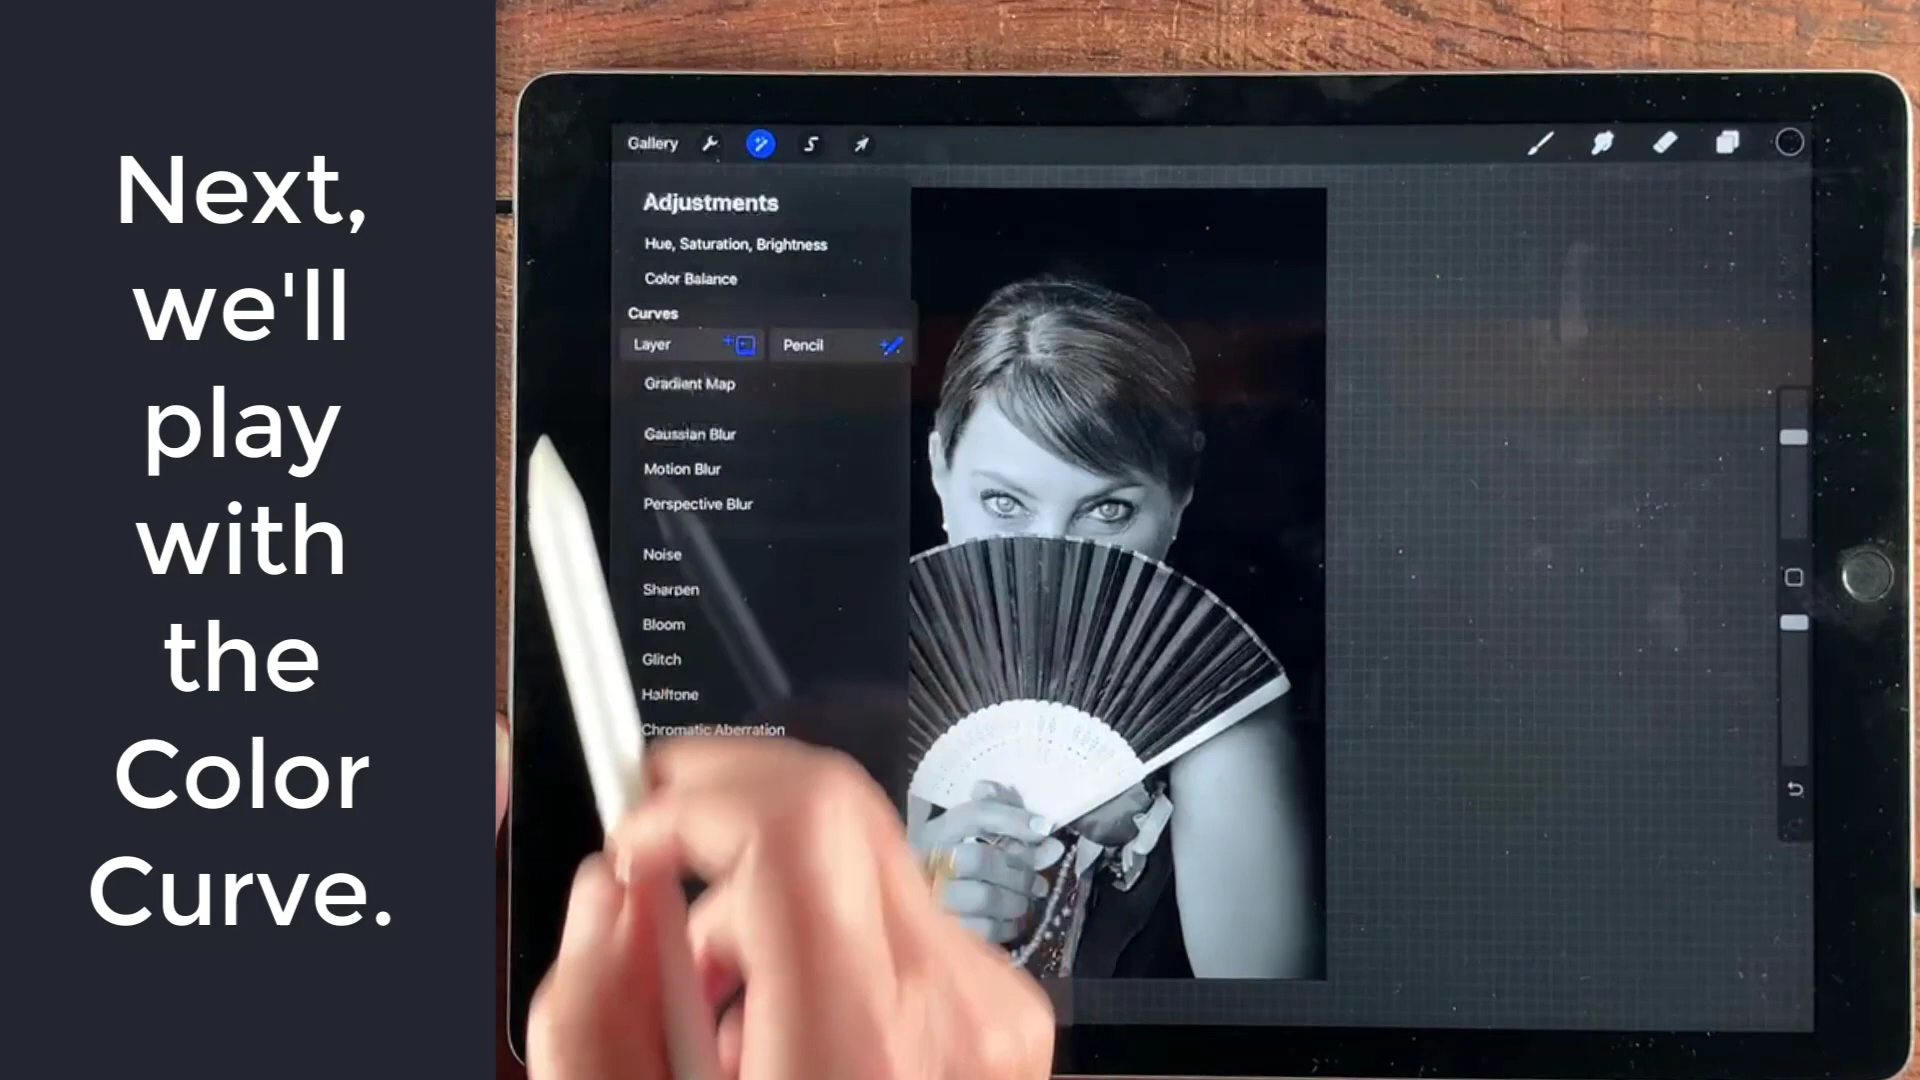 Next,
we'll
play
with
the
Color
Curve.
Gallery
Adjustments
Hue, Saturation, Brightness
Color Balance
Curves
Layer Pencil
Gradient Map
Gaussian Blur
Motion Blur
Perspective Blur
Noise
Sharpen
Bloom
Glitch
Halftone
Chromatic Aberration